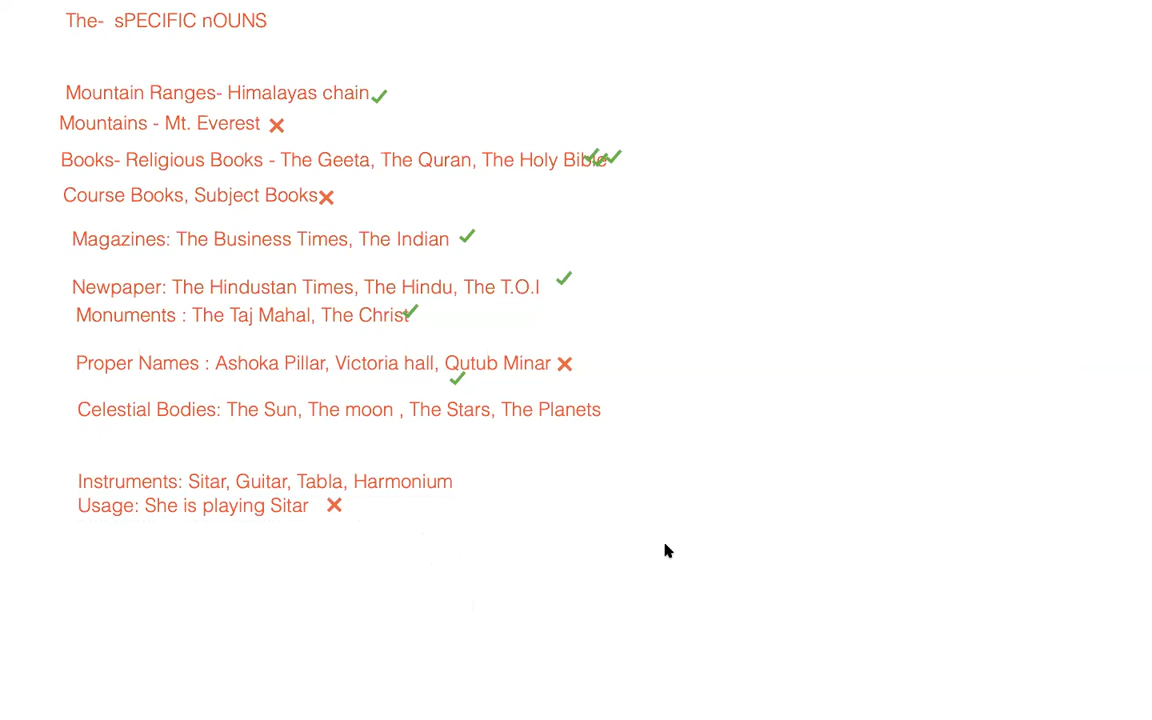 The- sPECIFIC nOUNS
Mountain Ranges- Himalayas chain
Mountains - Mt. Everest
Books- Religious Books - The Geeta, The Quran, The Holy Bible
Course Books, Subject Books
Magazines: The Business Times, The Indian
Newpaper: The Hindustan Times, The Hindu, The T.O.I
Monuments : The Taj Mahal, The Christ
Proper Names : Ashoka Pillar, Victoria hall, Qutub Minar
Celestial Bodies: The Sun, The moon , The Stars, The Planets
Instruments: Sitar, Guitar, Tabla, Harmonium
Usage: She is playing Sitar